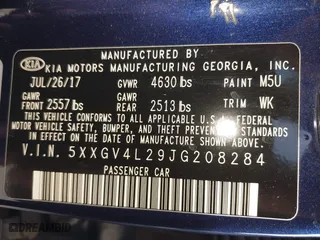 KIA
MANUFACTURED BY
KIA MOTORS MANUFACTURING GEORGIA, INC.
JUL/26/17 GVWR 4630 lbs PAINT M5U
GAWR GAWR
FRONT 2557 lbs REAR 2513 lbs TRIM WK
THIS VEHICLE CONFORMS TO ALL APPLICABLE U.S. FEDERAL
MOTOR VEHICLE SAFETY, BUMPER, AND THEFT PREVENTION
STANDARDS IN EFFECT ON THE DATE OF MANUFACTURE SHOWN ABOVE.
V.I.N. 5XXGV4L29JG208284
PASSENGER CAR
DREAMBID